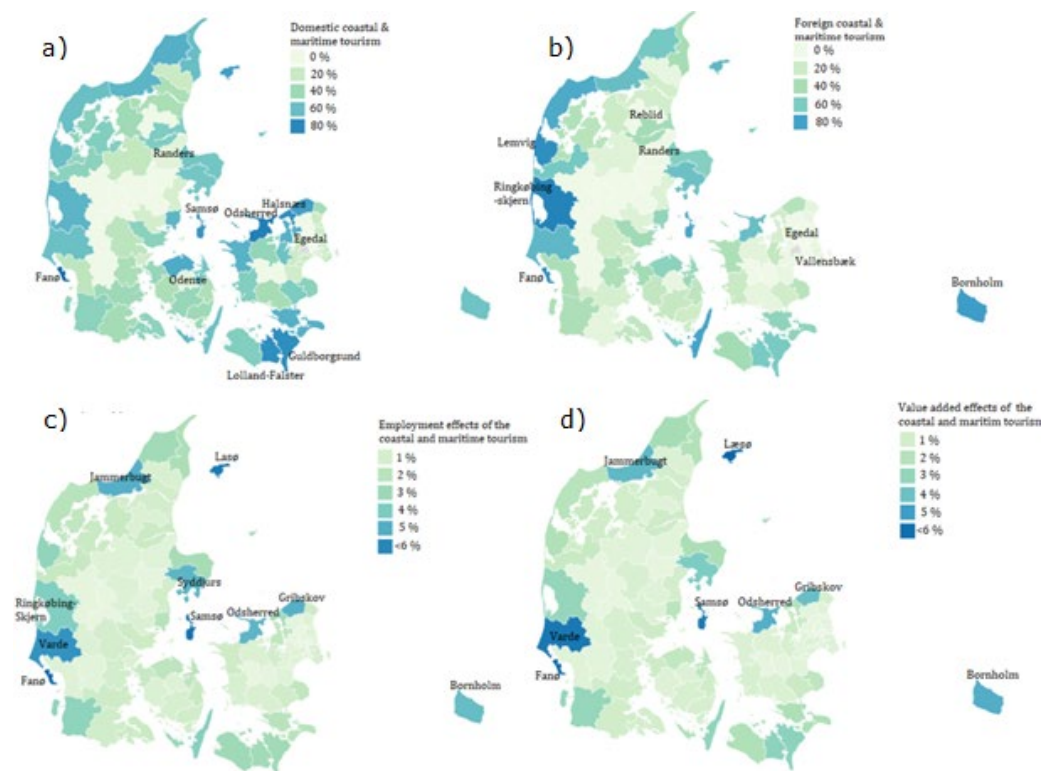 a)
Domestic coastal &
maritime tourism
0 %
20 %
40 %
60 %
80 %
Randers
Samsø
Odsherred
Halsnæs
Egedal
Fanø
Odense
Guldborgsund
Lolland-Falster
b)
Foreign coastal &
maritime tourism
0 %
20 %
40 %
60 %
80 %
Reblid
Lemvig
Randers
Ringkøbing
-skjern
Egedal
Vallensbæk
Fanø
Bornholm
c)
Employment effects of the
coastal and maritime tourism
1 %
2 %
3 %
4 %
5 %
<6 %
Lasø
Jammerbugt
Syddjurs
Gribskov
Ringkøbing-
Skjern
Samsø
Odsherred
Varde
Fanø
Bornholm
d)
Value added effects of the
coastal and maritim tourism
1 %
2 %
3 %
4 %
5 %
<6 %
Læsø
Jammerbugt
Gribskov
Samsø
Odsherred
Varde
Fanø
Bornholm